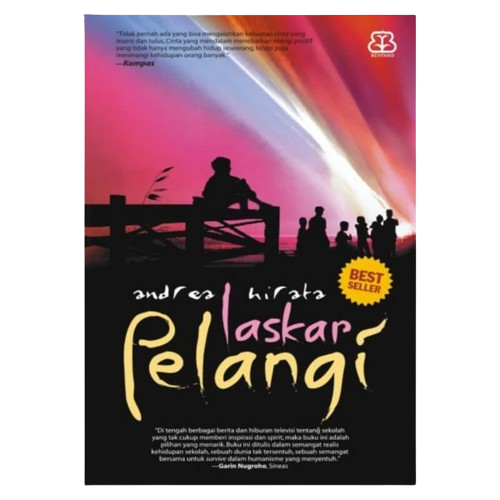 "Tidak pernah ada yang bisa mengalahkan kekuatan cinta yang
murni dan tulus. Cinta yang mendalam menebarkan energi positif
yang tidak hanya mengubah hidup seseorang, tetapi juga
menerangi kehidupan orang banyak."
—Kompas
BENTANG
andrea hirata
BEST
SELLER
laskar
Pelangi
"Di tengah berbagai berita dan hiburan televisi tentang sekolah
yang tak cukup memberi inspirasi dan spirit, maka buku ini adalah
pilihan yang menarik. Buku ini ditulis dalam semangat realis
kehidupan sekolah, sebuah dunia tak tersentuh, sebuah semangat
bersama untuk survive dalam humanisme yang menyentuh."
—Garin Nugroho, Sineas